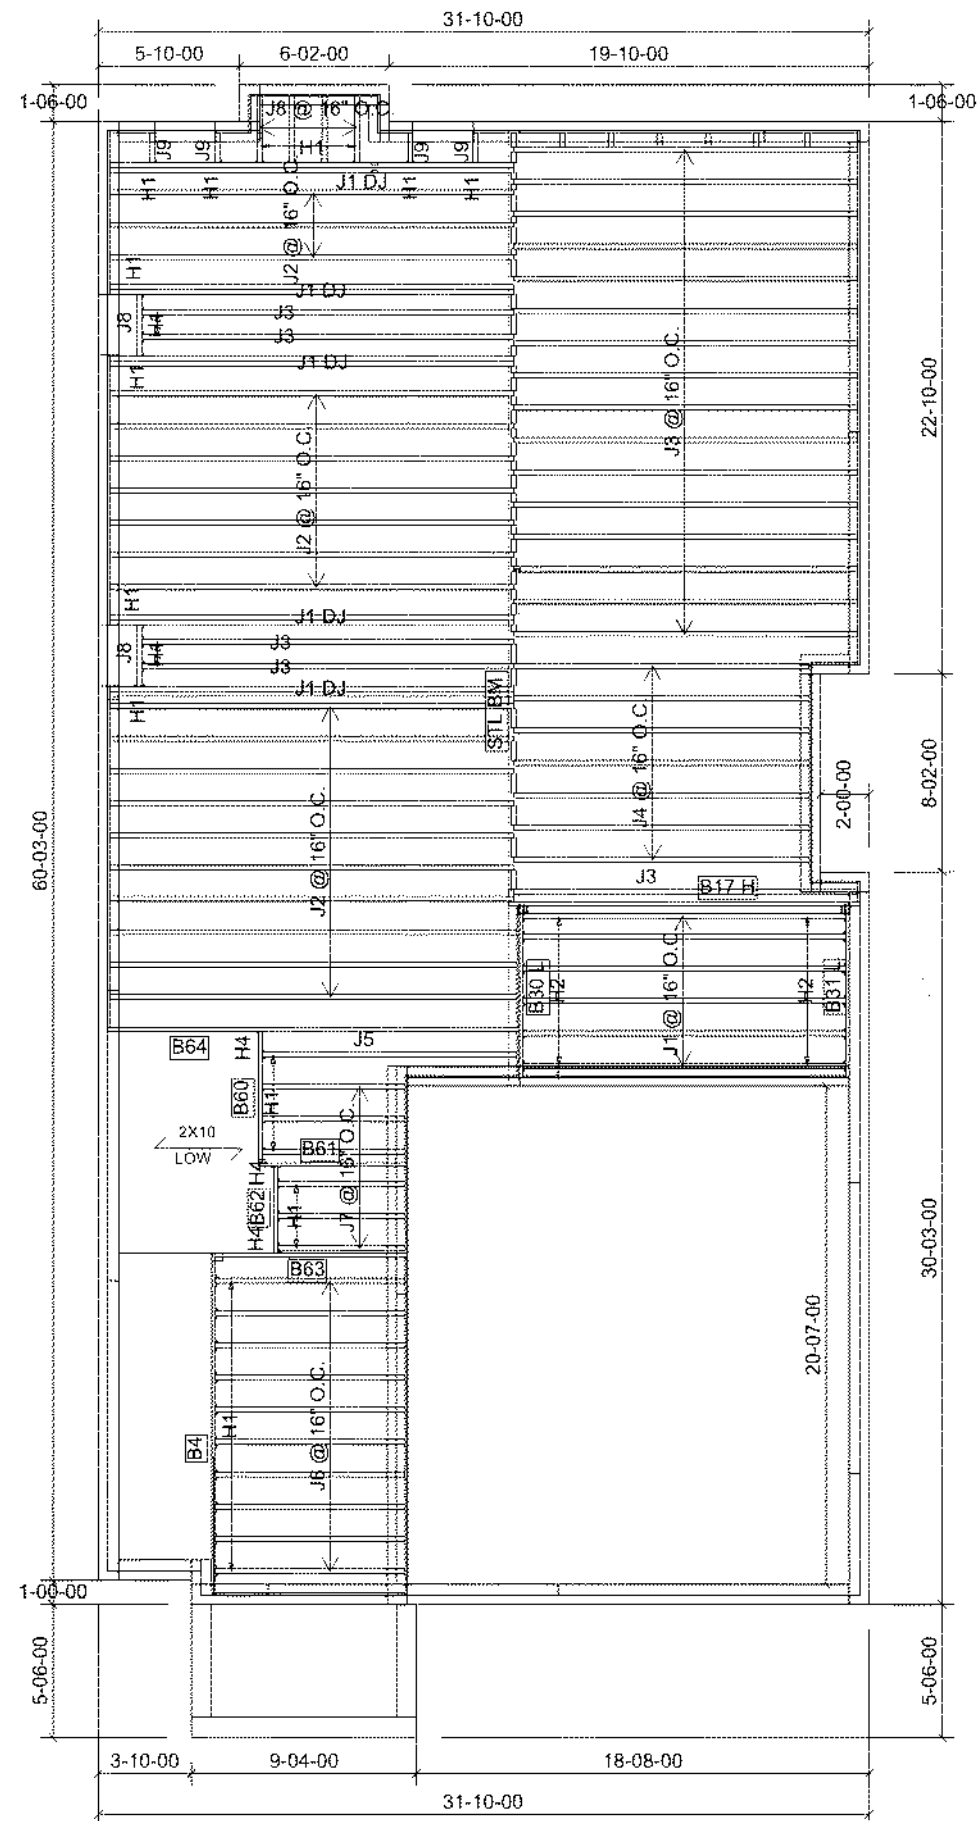 31-10-00
5-10-00 6-02-00 19-10-00
1-06-00 1-06-00
J8 @ 16" O.C.
J9 J9 H1 J9 J9
H1 H1 J1 DJ H1 H1
J2 @ 16" O.C.
H1
J1 DJ
J8 J3
H4 J3
J1 DJ
H1
J3 @ 16" O.C.
22-10-00
J2 @ 16" O.C.
H1
J1 DJ
J8 J3
H4 J3
J1 DJ
H1
STL BM
J4 @ 16" O.C.
2-00-00
8-02-00
60-03-00
J2 @ 16" O.C.
J3
B17 H
B30 L
H2
J1 @ 16" O.C.
H2
B31 L
B64
H4
J5
B60
H1
2X10
LOW
B61
H4
B62
H1
J7 @ 16" O.C.
H4
B63
30-03-00
20-07-00
B4
H1
J6 @ 16" O.C.
1-00-00
5-06-00 5-06-00
3-10-00 9-04-00 18-08-00
31-10-00